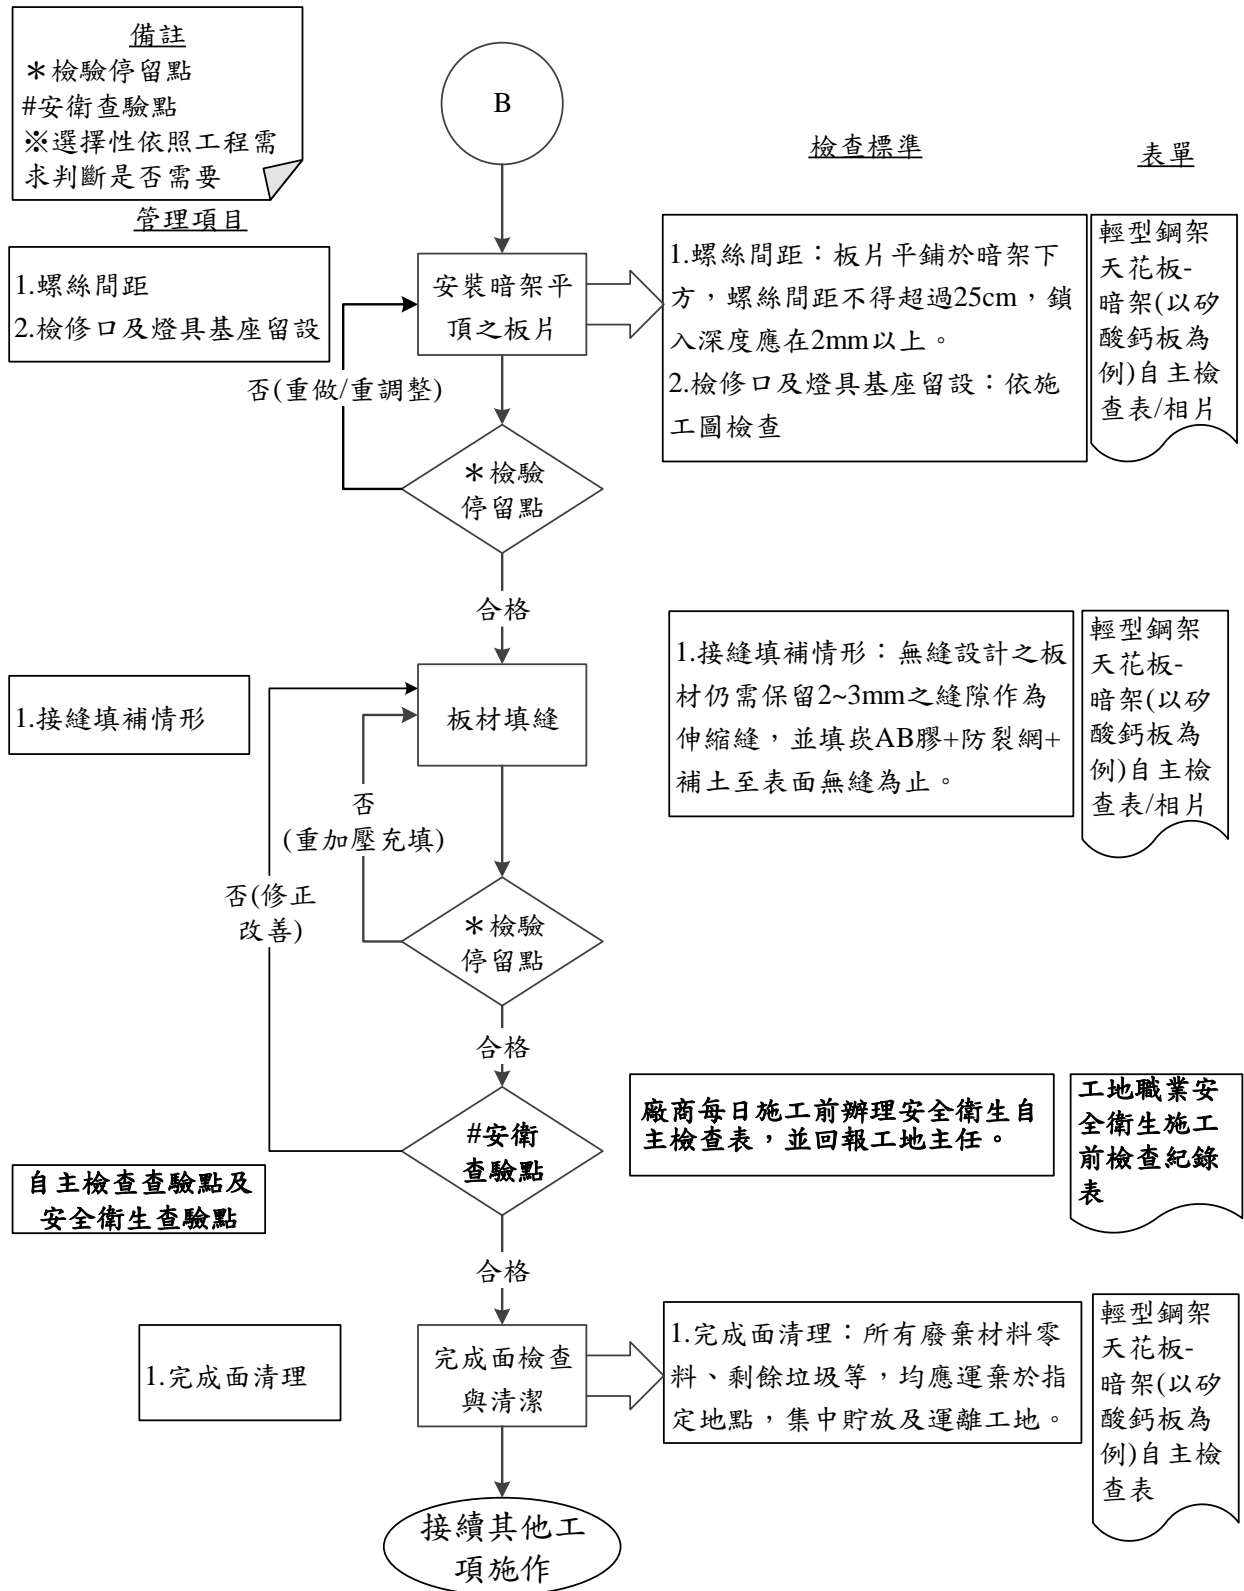 備註
＊檢驗停留點
#安衛查驗點
※選擇性依照工程需
求判斷是否需要
B
管理項目
檢查標準
表單
1.螺絲間距
2.檢修口及燈具基座留設
安裝暗架平
頂之板片
1.螺絲間距：板片平鋪於暗架下
方，螺絲間距不得超過25cm，鎖
入深度應在2mm以上。
2.檢修口及燈具基座留設：依施
工圖檢查
輕型鋼架
天花板-
暗架(以矽
酸鈣板為
例)自主檢
查表/相片
否(重做/重調整)
＊檢驗
停留點
合格
1.接縫填補情形
板材填縫
1.接縫填補情形：無縫設計之板
材仍需保留2~3mm之縫隙作為
伸縮縫，並填崁AB膠+防裂網+
補土至表面無縫為止。
輕型鋼架
天花板-
暗架(以矽
酸鈣板為
例)自主檢
查表/相片
否
(重加壓充填)
否(修正
改善)
＊檢驗
停留點
合格
自主檢查查驗點及
安全衛生查驗點
#安衛
查驗點
廠商每日施工前辦理安全衛生自
主檢查表，並回報工地主任。
工地職業安
全衛生施工
前檢查紀錄
表
合格
1.完成面清理
完成面檢查
與清潔
1.完成面清理：所有廢棄材料零
料、剩餘垃圾等，均應運棄於指
定地點，集中貯放及運離工地。
輕型鋼架
天花板-
暗架(以矽
酸鈣板為
例)自主檢
查表
接續其他工
項施作